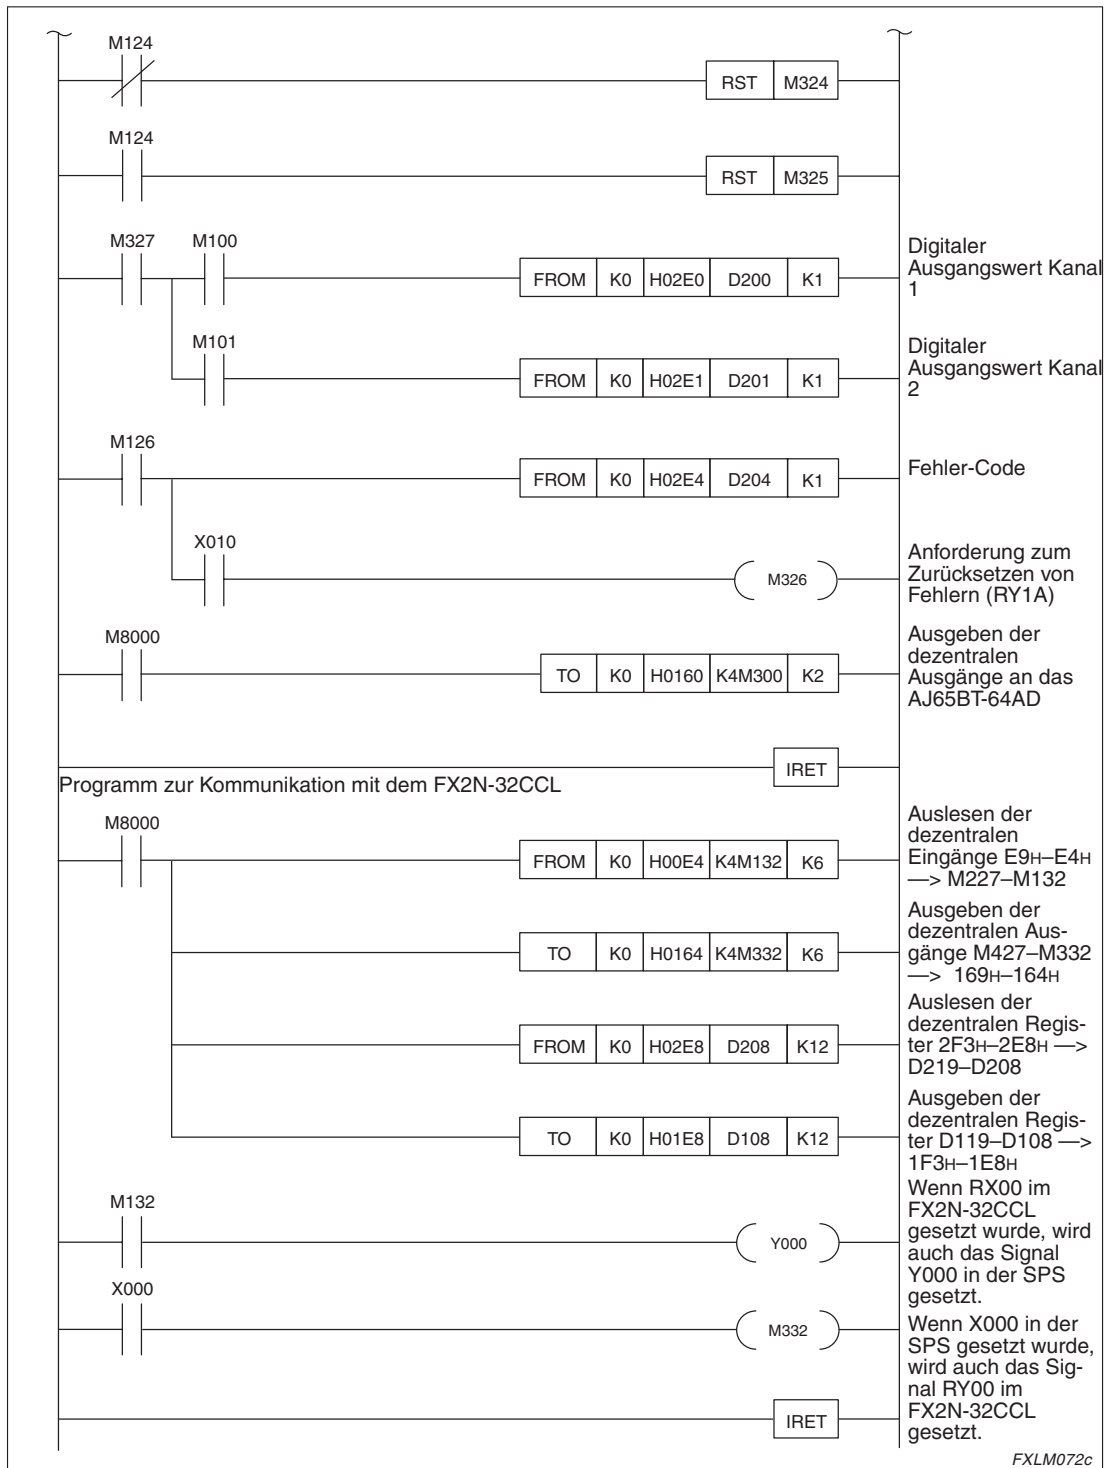 M124
RST M324
M124
RST M325
M327 M100
FROM K0 H02E0 D200 K1
Digitaler
Ausgangswert Kanal
1
M101
FROM K0 H02E1 D201 K1
Digitaler
Ausgangswert Kanal
2
M126
FROM K0 H02E4 D204 K1
Fehler-Code
X010
M326
Anforderung zum
Zurücksetzen von
Fehlern (RY1A)
M8000
TO K0 H0160 K4M300 K2
Ausgeben der
dezentralen
Ausgänge an das
AJ65BT-64AD
IRET
Programm zur Kommunikation mit dem FX2N-32CCL
M8000
FROM K0 H00E4 K4M132 K6
Auslesen der
dezentralen
Eingänge E9H–E4H
—> M227–M132
TO K0 H0164 K4M332 K6
Ausgeben der
dezentralen Aus-
gänge M427–M332
—> 169H–164H
FROM K0 H02E8 D208 K12
Auslesen der
dezentralen Regis-
ter 2F3H–2E8H —>
D219–D208
TO K0 H01E8 D108 K12
Ausgeben der
dezentralen Regis-
ter D119–D108 —>
1F3H–1E8H
M132
Y000
Wenn RX00 im
FX2N-32CCL
gesetzt wurde, wird
auch das Signal
Y000 in der SPS
gesetzt.
X000
M332
Wenn X000 in der
SPS gesetzt wurde,
wird auch das Sig-
nal RY00 im
FX2N-32CCL
gesetzt.
IRET
FXLM072c